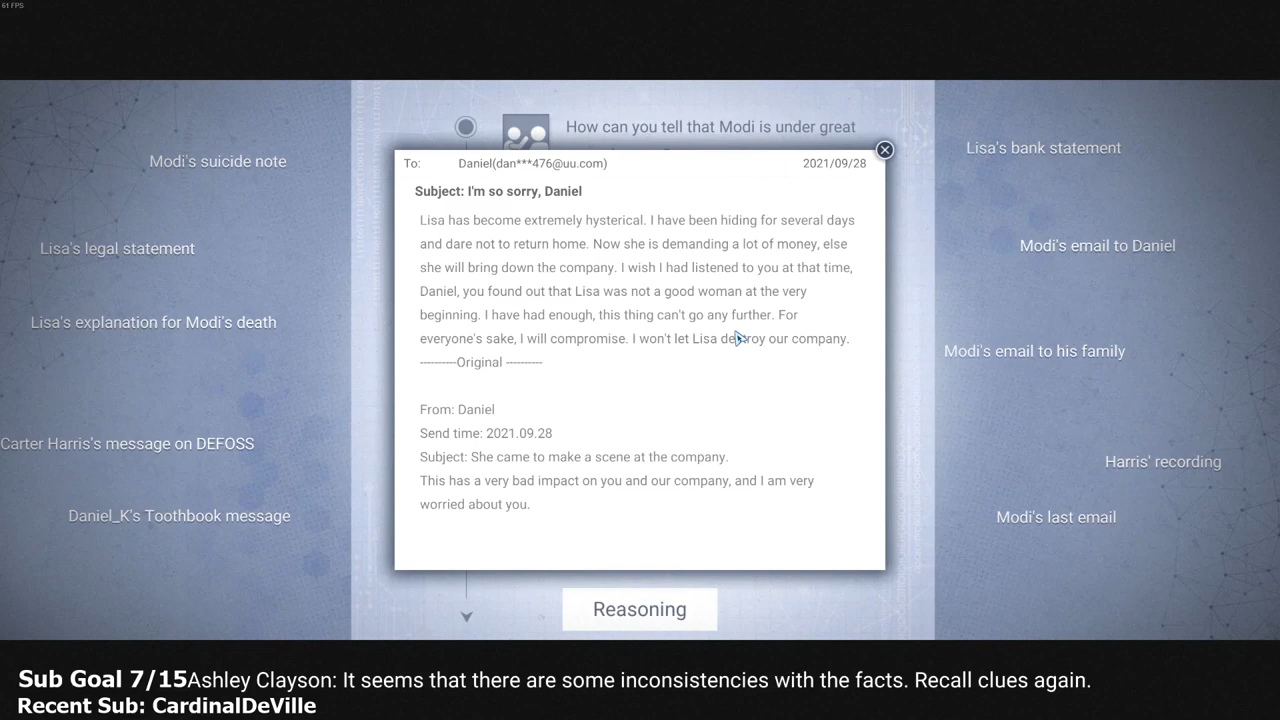 61 FPS
How can you tell that Modi is under great
To: Daniel(dan***476@uu.com) 2021/09/28
Subject: I'm so sorry, Daniel
Lisa has become extremely hysterical. I have been hiding for several days
and dare not to return home. Now she is demanding a lot of money, else
she will bring down the company. I wish I had listened to you at that time,
Daniel, you found out that Lisa was not a good woman at the very
beginning. I have had enough, this thing can't go any further. For
everyone's sake, I will compromise. I won't let Lisa destroy our company.
----------Original ----------
From: Daniel
Send time: 2021.09.28
Subject: She came to make a scene at the company.
This has a very bad impact on you and our company, and I am very
worried about you.
Modi's suicide note
Lisa's legal statement
Lisa's explanation for Modi's death
Carter Harris's message on DEFOSS
Daniel_K's Toothbook message
Lisa's bank statement
Modi's email to Daniel
Modi's email to his family
Harris' recording
Modi's last email
Reasoning
Sub Goal 7/15 Ashley Clayson: It seems that there are some inconsistencies with the facts. Recall clues again.
Recent Sub: CardinalDeVille